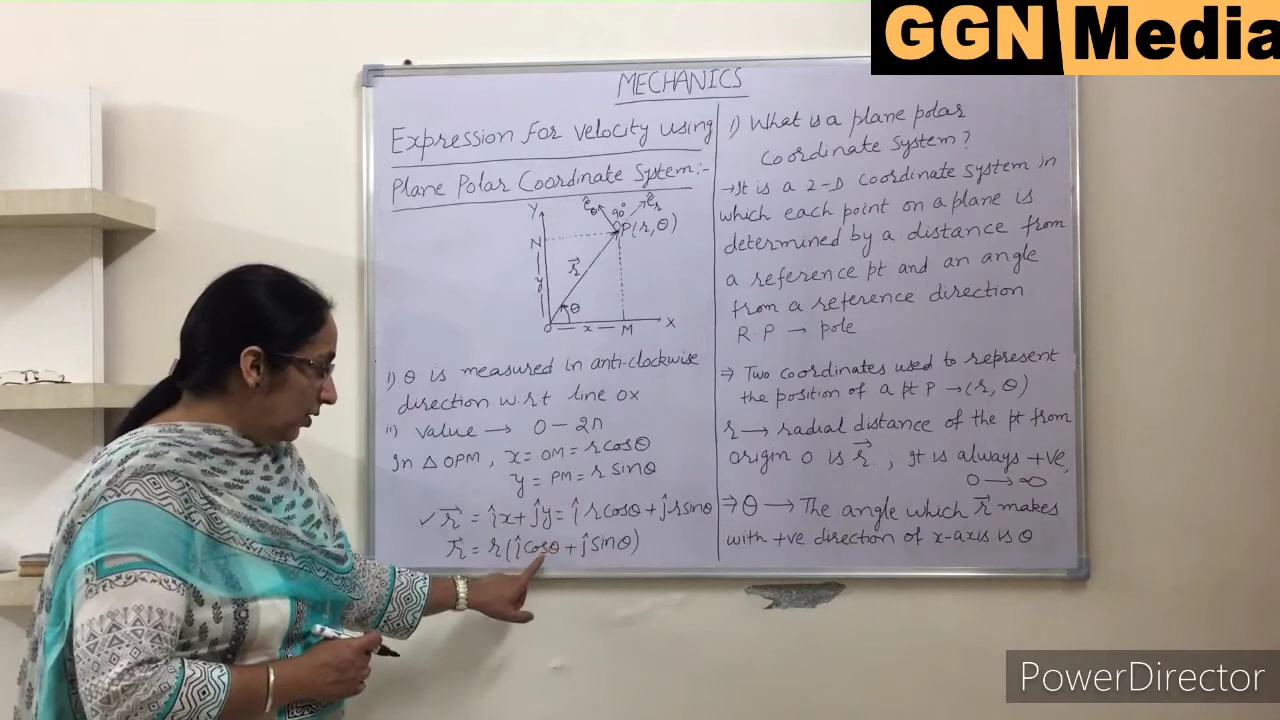 GGN Media
MECHANICS
Expression For Velocity using
Plane Polar Coordinate System:-
Y
ê_θ
90°
ê_r
N
P(r, θ)
r⃗
y
θ
O
x
M
X
i) θ is measured in anti-clockwise
direction w.r.t line OX
ii) Value → 0 – 2π
In △ OPM, x = OM = r cosθ
y = PM = r sinθ
✓ r⃗ = îx + ĵy = î r cosθ + ĵ r sinθ
r⃗ = r(î cosθ + ĵ sinθ)
1) What is a plane polar
coordinate system?
→ It is a 2-D coordinate system in
which each point on a plane is
determined by a distance from
a reference pt and an angle
from a reference direction
R.P → pole
⇒ Two coordinates used to represent
the position of a pt P → (r, θ)
r → radial distance of the pt from
origin O is r⃗ ; It is always +ve,
0 → ∞
⇒ θ → The angle which r⃗ makes
with +ve direction of x-axis is θ
PowerDirector